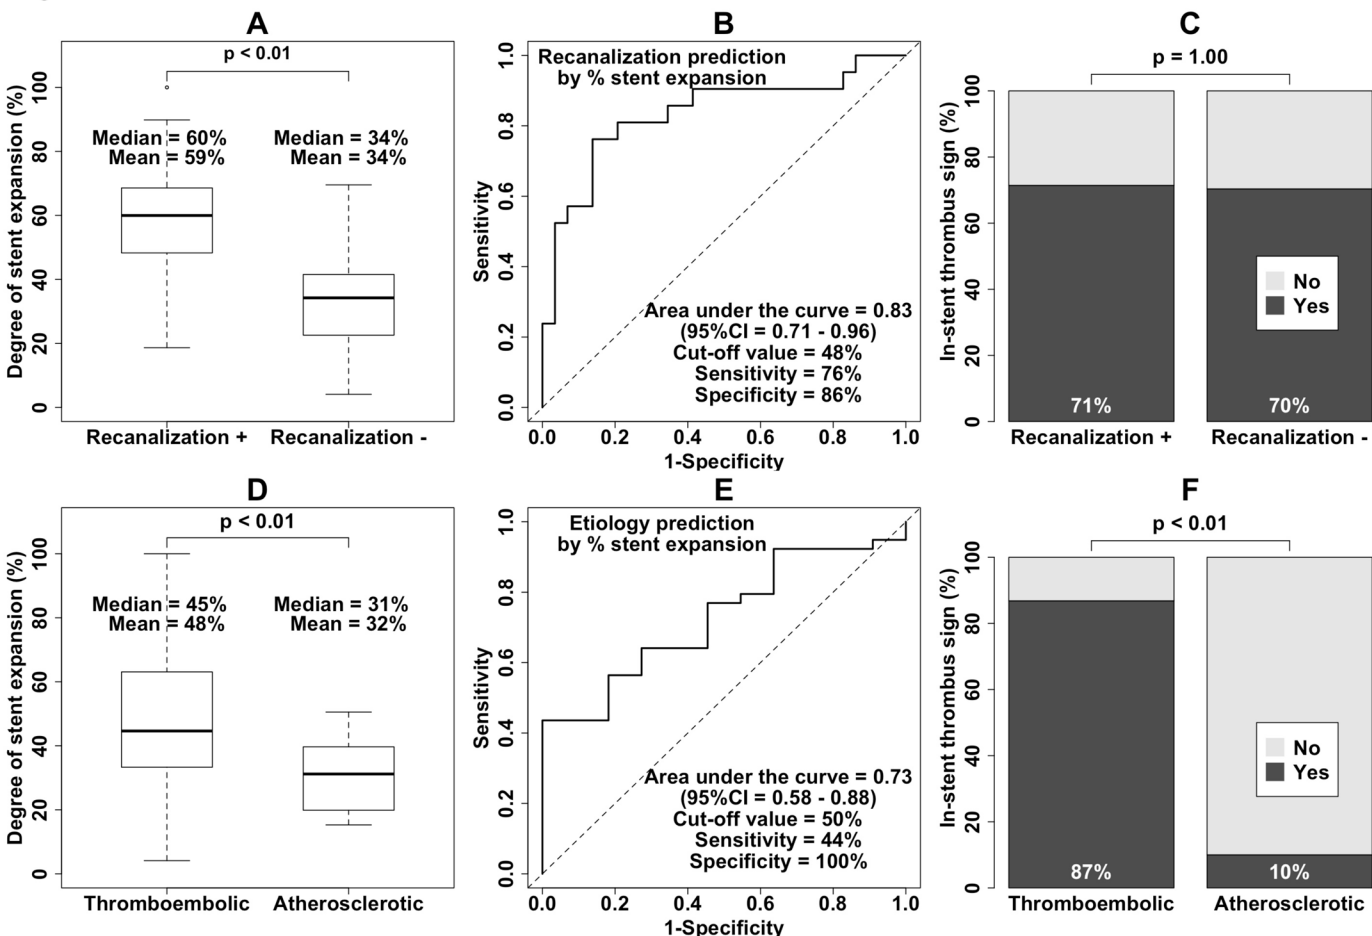 A
p < 0.01
Degree of stent expansion (%)
0
20
40
60
80
100
Median = 60%
Mean = 59%
Median = 34%
Mean = 34%
Recanalization +
Recanalization -
B
Recanalization prediction
by % stent expansion
Sensitivity
0.0
0.2
0.4
0.6
0.8
1.0
Area under the curve = 0.83
(95%CI = 0.71 - 0.96)
Cut-off value = 48%
Sensitivity = 76%
Specificity = 86%
0.0
0.2
0.4
0.6
0.8
1.0
1-Specificity
C
p = 1.00
In-stent thrombus sign (%)
0
20
40
60
80
100
No
Yes
71%
70%
Recanalization +
Recanalization -
D
p < 0.01
Degree of stent expansion (%)
0
20
40
60
80
100
Median = 45%
Mean = 48%
Median = 31%
Mean = 32%
Thromboembolic
Atherosclerotic
E
Etiology prediction
by % stent expansion
Sensitivity
0.0
0.2
0.4
0.6
0.8
1.0
Area under the curve = 0.73
(95%CI = 0.58 - 0.88)
Cut-off value = 50%
Sensitivity = 44%
Specificity = 100%
0.0
0.2
0.4
0.6
0.8
1.0
1-Specificity
F
p < 0.01
In-stent thrombus sign (%)
0
20
40
60
80
100
No
Yes
87%
10%
Thromboembolic
Atherosclerotic